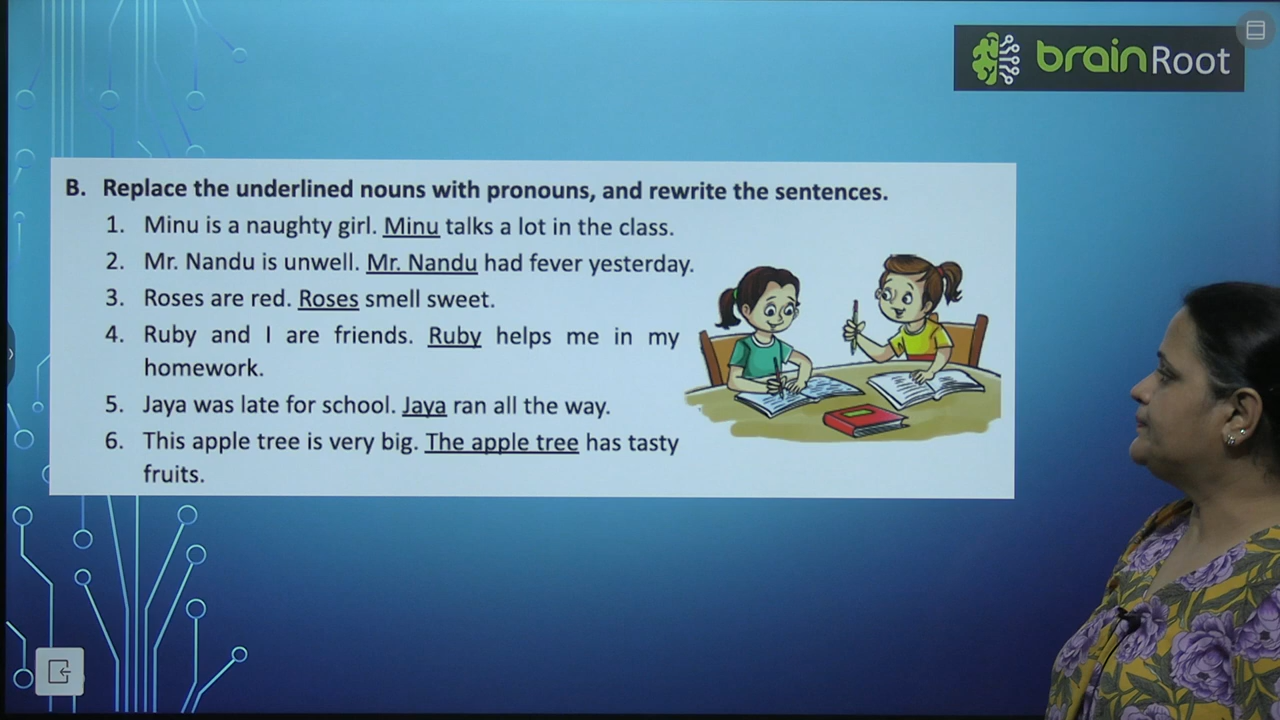 brainRoot
B. Replace the underlined nouns with pronouns, and rewrite the sentences.
1. Minu is a naughty girl. Minu talks a lot in the class.
2. Mr. Nandu is unwell. Mr. Nandu had fever yesterday.
3. Roses are red. Roses smell sweet.
4. Ruby and I are friends. Ruby helps me in my
homework.
5. Jaya was late for school. Jaya ran all the way.
6. This apple tree is very big. The apple tree has tasty
fruits.